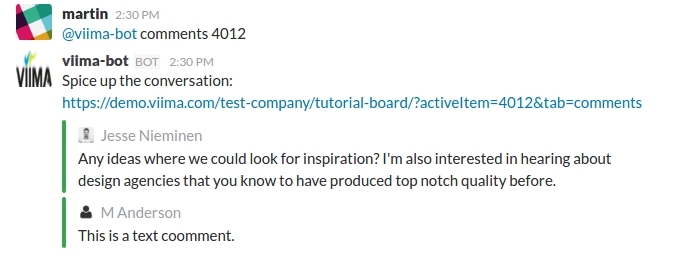 martin 2:30 PM
@viima-bot comments 4012
VIIMA
viima-bot BOT 2:30 PM
Spice up the conversation:
https://demo.viima.com/test-company/tutorial-board/?activeItem=4012&tab=comments
Jesse Nieminen
Any ideas where we could look for inspiration? I'm also interested in hearing about
design agencies that you know to have produced top notch quality before.
M Anderson
This is a text coomment.